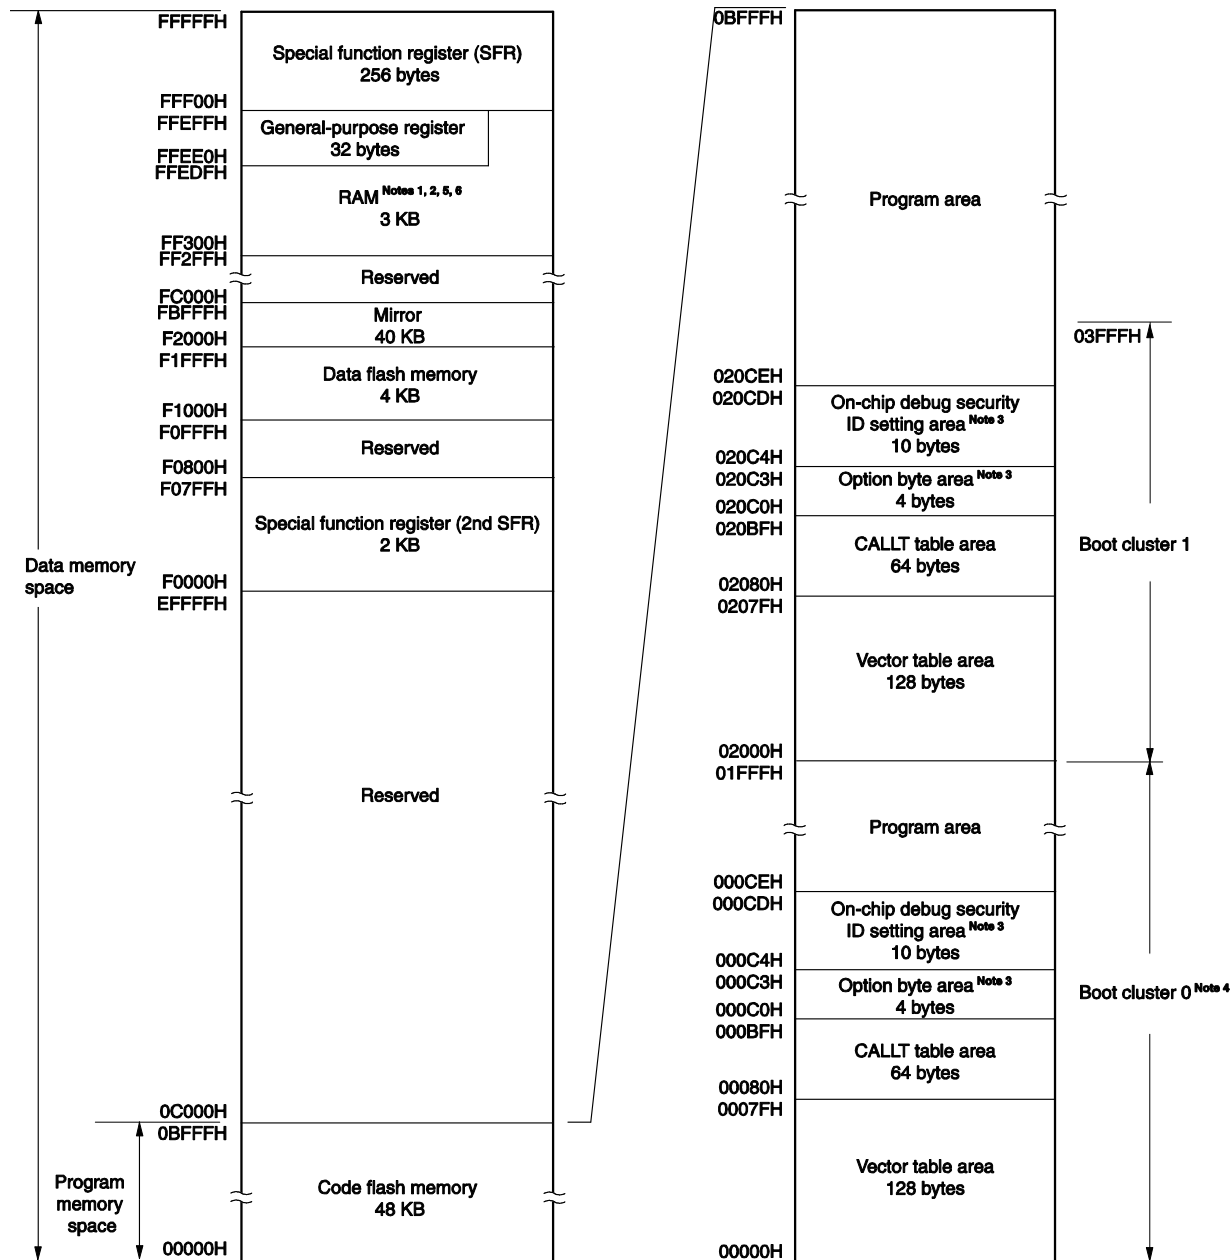 FFFFFH
Special function register (SFR)
256 bytes
FFF00H
FFEFFH
General-purpose register
32 bytes
FFEE0H
FFEDFH
RAM Notes 1, 2, 5, 6
3 KB
FF300H
FF2FFH
Reserved
FC000H
FBFFFH
Mirror
40 KB
F2000H
F1FFFH
Data flash memory
4 KB
F1000H
F0FFFH
Reserved
F0800H
F07FFH
Special function register (2nd SFR)
2 KB
Data memory
space
F0000H
EFFFFH
Reserved
0C000H
0BFFFH
Program
memory
space
Code flash memory
48 KB
00000H
0BFFFH
Program area
03FFFH
020CEH
020CDH
On-chip debug security
ID setting area Note 3
10 bytes
020C4H
020C3H
Option byte area Note 3
4 bytes
020C0H
020BFH
CALLT table area
64 bytes
Boot cluster 1
02080H
0207FH
Vector table area
128 bytes
02000H
01FFFH
Program area
000CEH
000CDH
On-chip debug security
ID setting area Note 3
10 bytes
000C4H
000C3H
Option byte area Note 3
4 bytes
Boot cluster 0 Note 4
000C0H
000BFH
CALLT table area
64 bytes
00080H
0007FH
Vector table area
128 bytes
00000H